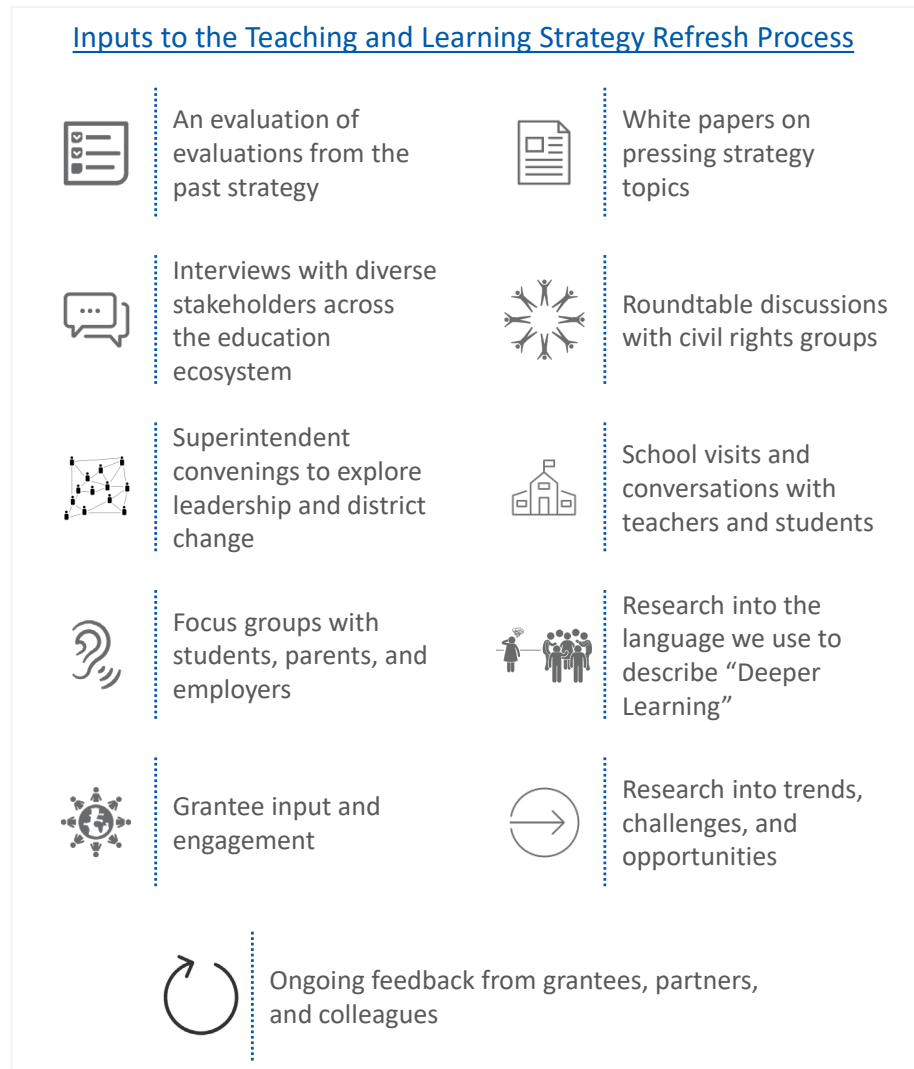 Inputs to the Teaching and Learning Strategy Refresh Process
An evaluation of
evaluations from the
past strategy
White papers on
pressing strategy
topics
Interviews with diverse
stakeholders across
the education
ecosystem
Roundtable discussions
with civil rights groups
Superintendent
convenings to explore
leadership and district
change
School visits and
conversations with
teachers and students
Focus groups with
students, parents, and
employers
Research into the
language we use to
describe “Deeper
Learning”
Grantee input and
engagement
Research into trends,
challenges, and
opportunities
Ongoing feedback from grantees, partners,
and colleagues